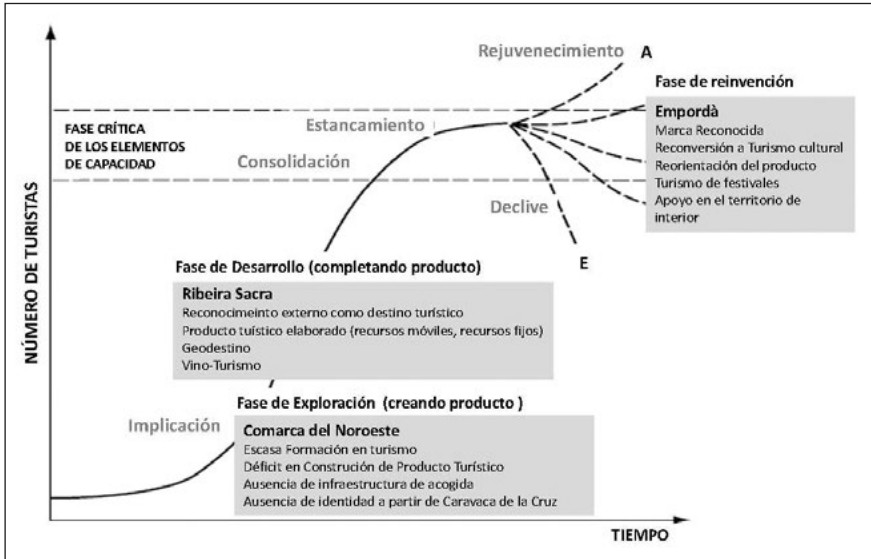 Rejuvenecimiento
A
Fase de reinvención
Empordà
Marca Reconocida
Reconversión a Turismo cultural
Reorientación del producto
Turismo de festivales
Apoyo en el territorio de
interior
Estancamiento
FASE CRÍTICA
DE LOS ELEMENTOS
DE CAPACIDAD
Consolidación
Declive
E
Fase de Desarrollo (completando producto)
Ribeira Sacra
Reconocimeinto externo como destino turístico
Producto tuístico elaborado (recursos móviles, recursos fijos)
Geodestino
Vino-Turismo
Fase de Exploración (creando producto )
Implicación
Comarca del Noroeste
Escasa Formación en turismo
Déficit en Construción de Producto Turístico
Ausencia de infraestructura de acogida
Ausencia de identidad a partir de Caravaca de la Cruz
NÚMERO DE TURISTAS
TIEMPO